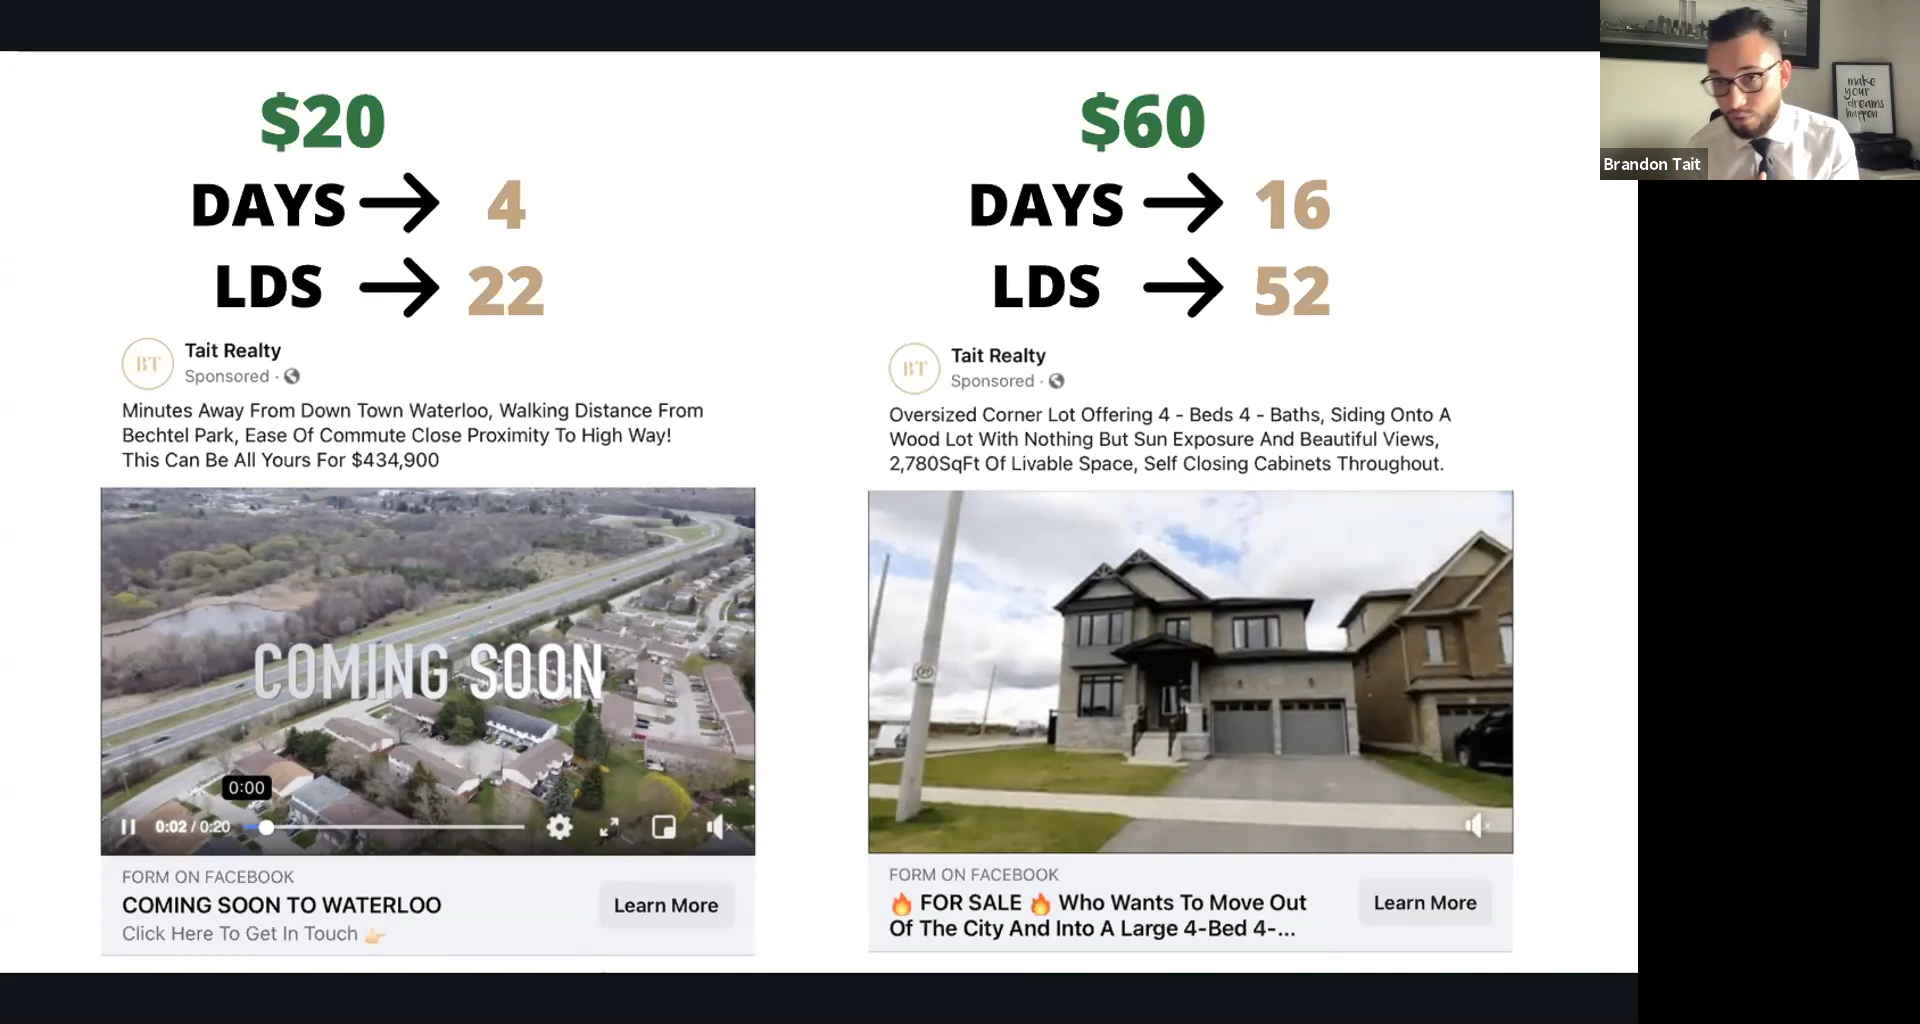 $20
DAYS → 4
LDS → 22
BT
Tait Realty
Sponsored ·
Minutes Away From Down Town Waterloo, Walking Distance From
Bechtel Park, Ease Of Commute Close Proximity To High Way!
This Can Be All Yours For $434,900
COMING SOON
0:00
0:02 / 0:20
FORM ON FACEBOOK
COMING SOON TO WATERLOO
Click Here To Get In Touch 👉
Learn More
$60
DAYS → 16
LDS → 52
BT
Tait Realty
Sponsored ·
Oversized Corner Lot Offering 4 - Beds 4 - Baths, Siding Onto A
Wood Lot With Nothing But Sun Exposure And Beautiful Views,
2,780SqFt Of Livable Space, Self Closing Cabinets Throughout.
FORM ON FACEBOOK
🔥 FOR SALE 🔥 Who Wants To Move Out
Of The City And Into A Large 4-Bed 4-...
Learn More
make
your
dreams
happen
Brandon Tait